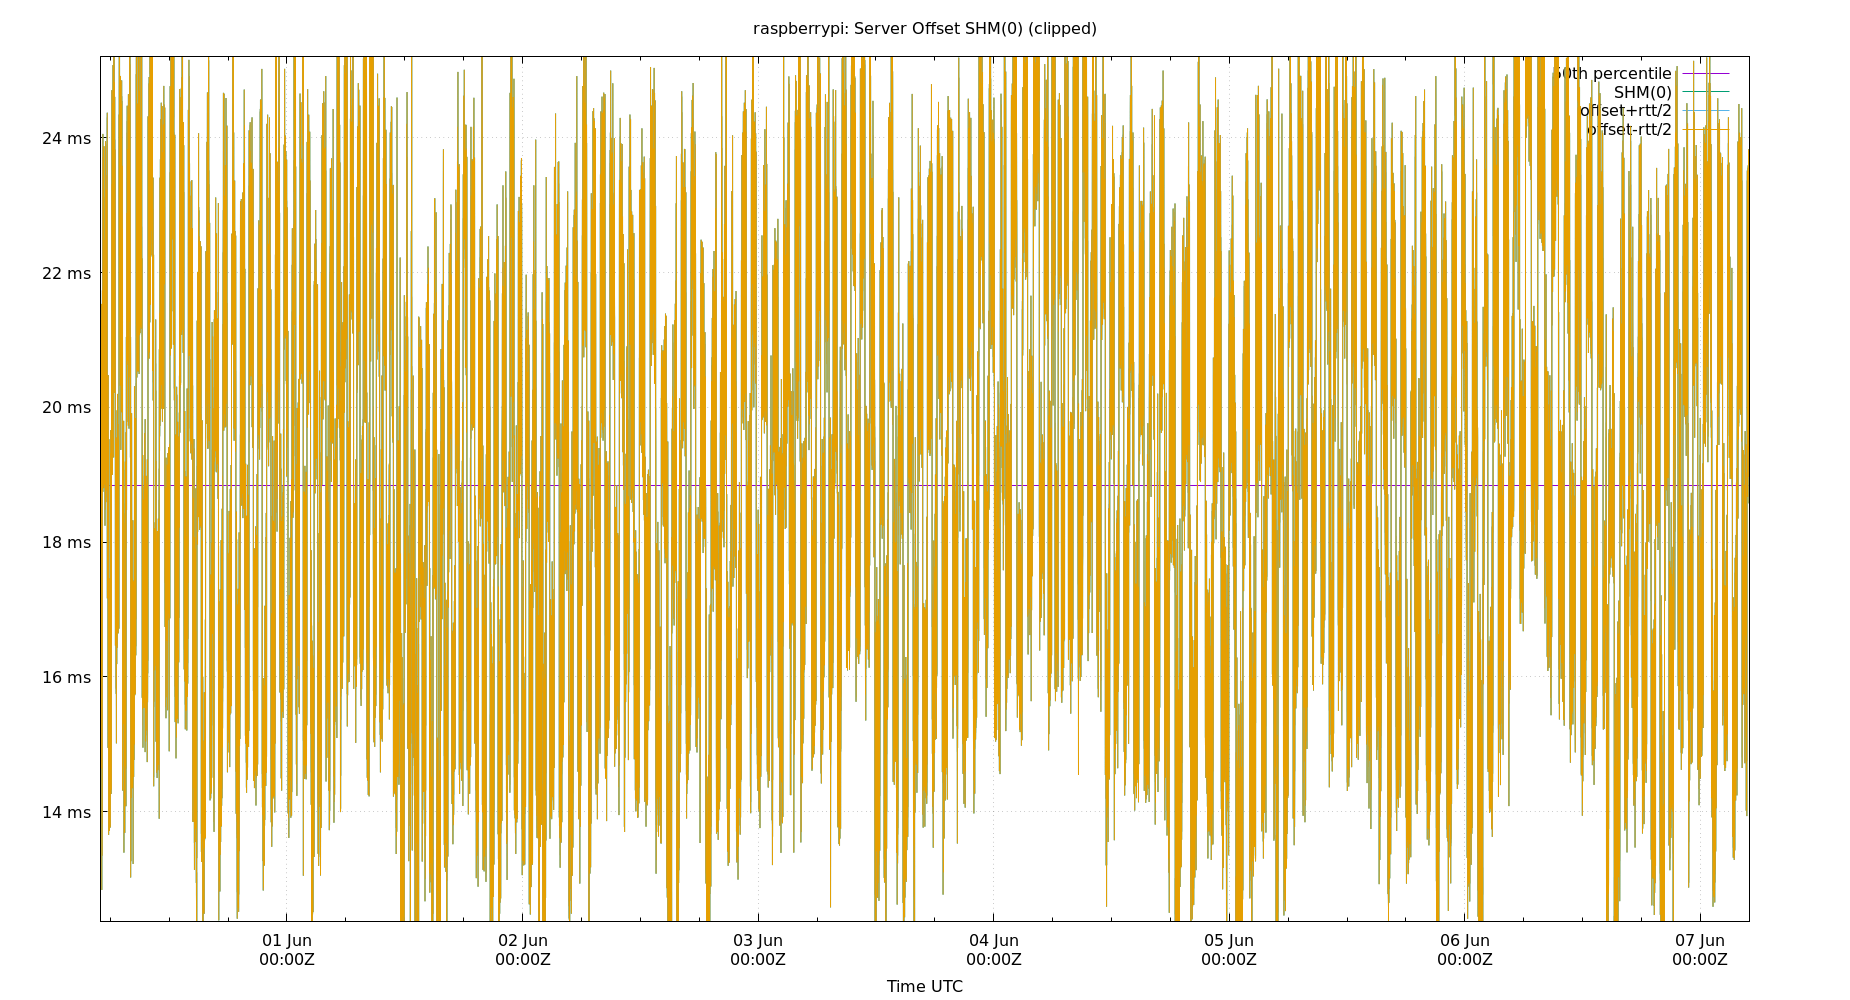 raspberrypi: Server Offset SHM(0) (clipped)
50th percentile
SHM(0)
offset+rtt/2
offset-rtt/2
24 ms
22 ms
20 ms
18 ms
16 ms
14 ms
01 Jun 02 Jun 03 Jun 04 Jun 05 Jun 06 Jun 07 Jun
00:00Z 00:00Z 00:00Z 00:00Z 00:00Z 00:00Z 00:00Z
Time UTC